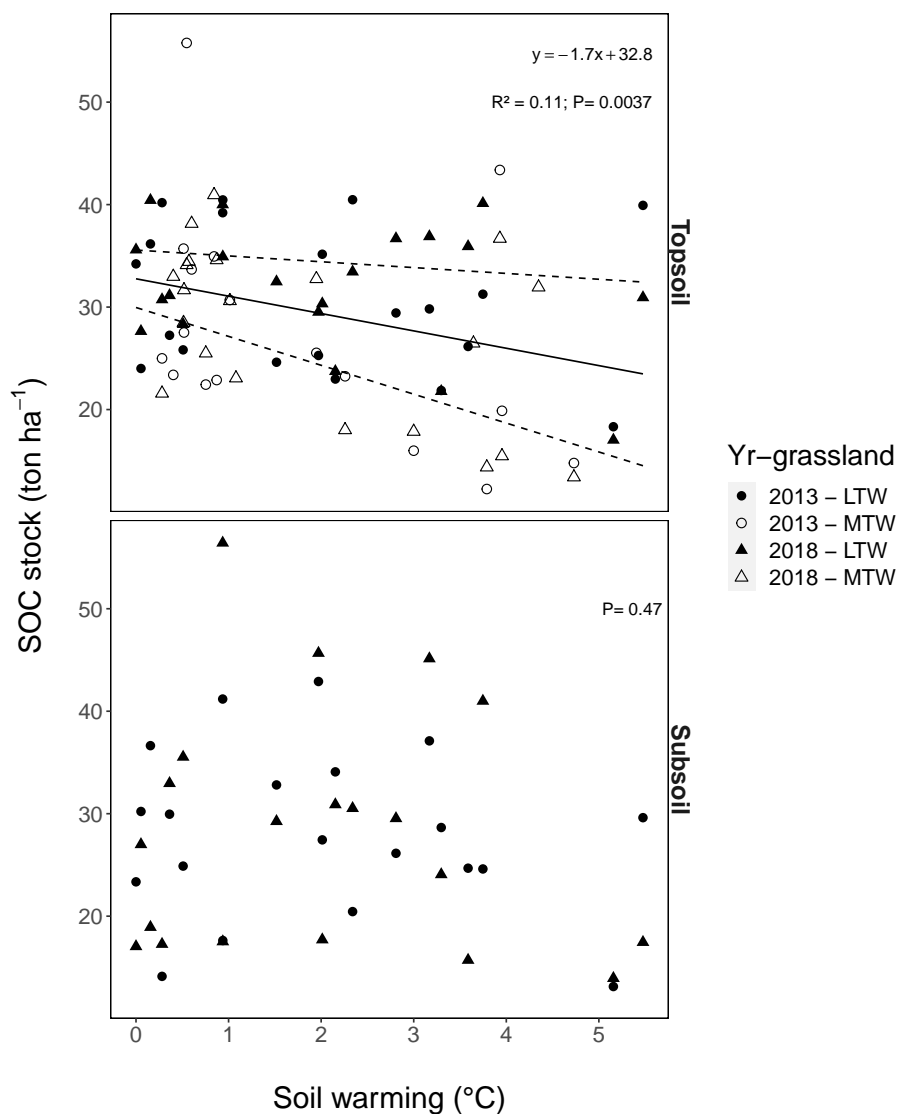 y = −1.7x + 32.8
R² = 0.11; P= 0.0037
50
40
30
20
Topsoil
SOC stock (ton ha⁻¹)
P= 0.47
50
40
30
20
Subsoil
0 1 2 3 4 5
Soil warming (°C)
Yr−grassland
2013 − LTW
2013 − MTW
2018 − LTW
2018 − MTW